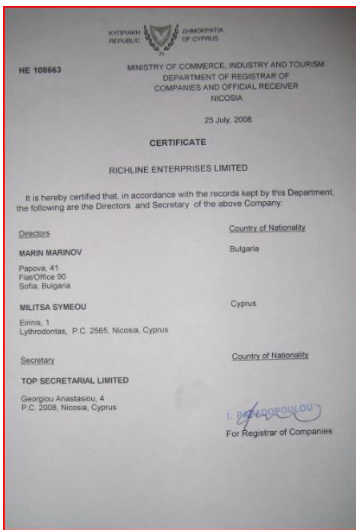 ΚΥΠΡΙΑΚΗ ΔΗΜΟΚΡΑΤΙΑ
REPUBLIC OF CYPRUS
HE 108663
MINISTRY OF COMMERCE, INDUSTRY AND TOURISM
DEPARTMENT OF REGISTRAR OF
COMPANIES AND OFFICIAL RECEIVER
NICOSIA
25 July, 2008
CERTIFICATE
RICHLINE ENTERPRISES LIMITED
It is hereby certified that, in accordance with the records kept by this Department,
the following are the Directors and Secretary of the above Company:
Directors Country of Nationality
MARIN MARINOV Bulgaria
Papova, 41
Flat/Office 90
Sofia, Bulgaria
MILITSA SYMEOU Cyprus
Eirinis, 1
Lythrodontas, P.C. 2565, Nicosia, Cyprus
Secretary Country of Nationality
TOP SECRETARIAL LIMITED
Georgiou Anastasiou, 4
P.C. 2008, Nicosia, Cyprus
For Registrar of Companies